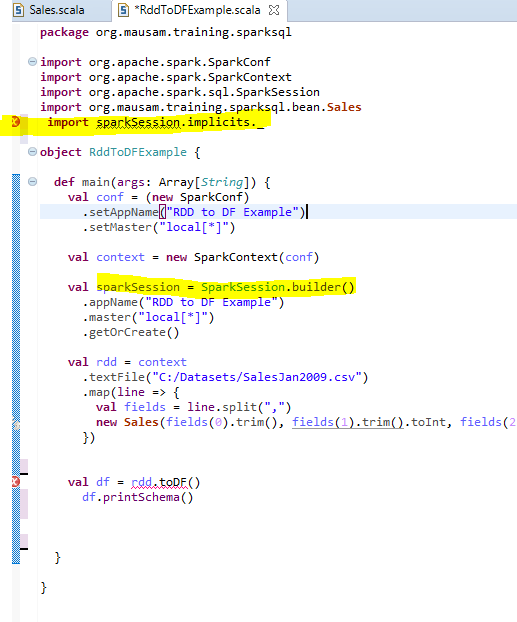 Sales.scala *RddToDFExample.scala
package org.mausam.training.sparksql
import org.apache.spark.SparkConf
import org.apache.spark.SparkContext
import org.apache.spark.sql.SparkSession
import org.mausam.training.sparksql.bean.Sales
import sparkSession.implicits._
object RddToDFExample {
def main(args: Array[String]) {
val conf = (new SparkConf)
.setAppName("RDD to DF Example")
.setMaster("local[*]")
val context = new SparkContext(conf)
val sparkSession = SparkSession.builder()
.appName("RDD to DF Example")
.master("local[*]")
.getOrCreate()
val rdd = context
.textFile("C:/Datasets/SalesJan2009.csv")
.map(line => {
val fields = line.split(",")
new Sales(fields(0).trim(), fields(1).trim().toInt, fields(2
})
val df = rdd.toDF()
df.printSchema()
}
}